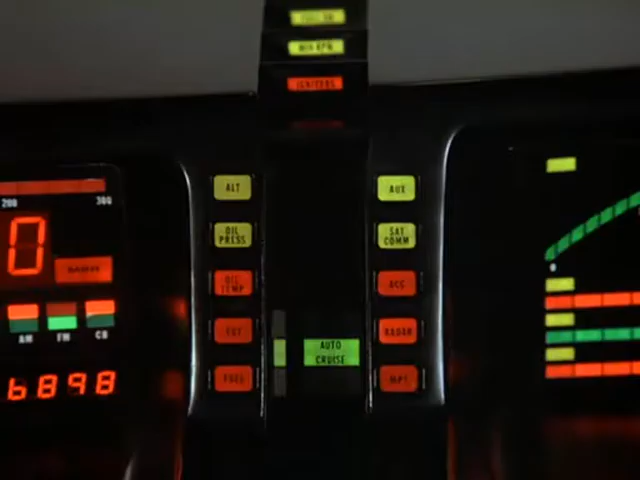 MIN RPM
IGNITERS
ALT
AUX
OIL
PRESS
SAT
COMM
OIL
TEMP
ACC
RADAR
FUEL
AUTO
CRUISE
200 300
0
AM FM CB
6898
0